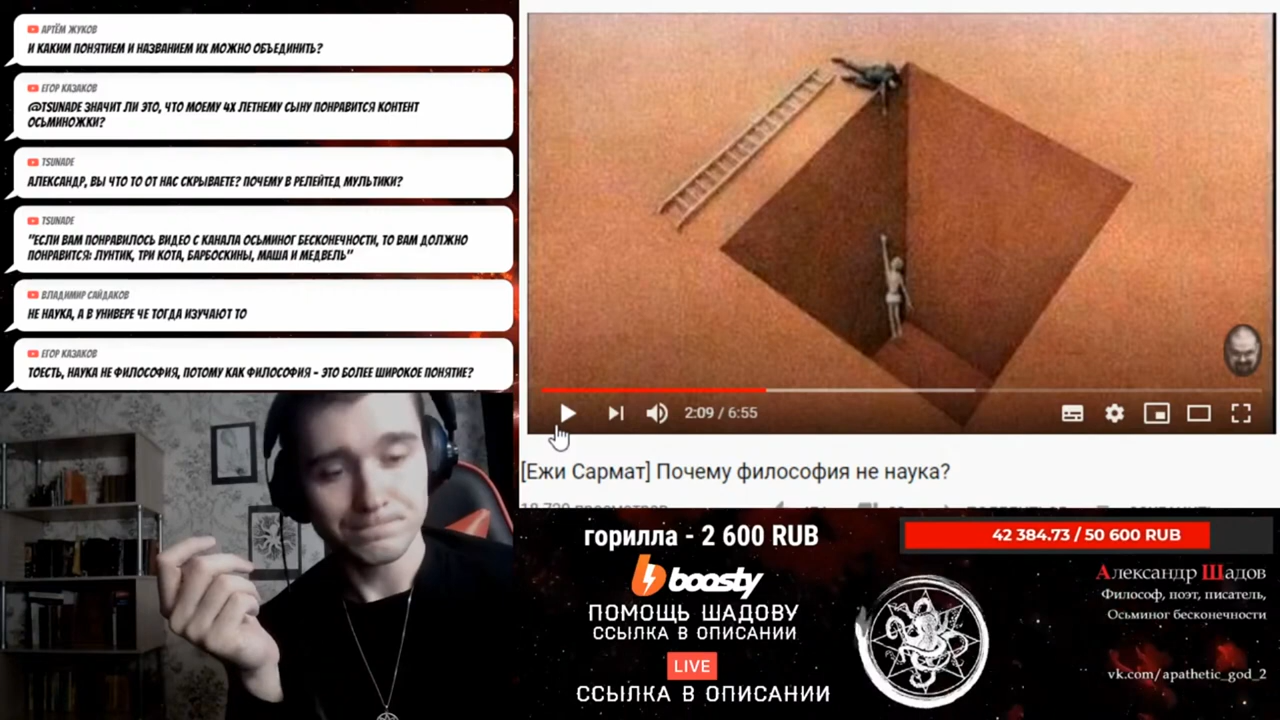 АРТЁМ ЖУКОВ
И КАКИМ ПОНЯТИЕМ И НАЗВАНИЕМ ИХ МОЖНО ОБЪЕДИНИТЬ?
ЕГОР КАЗАКОВ
@TSUNADE ЗНАЧИТ ЛИ ЭТО, ЧТО МОЕМУ 4Х ЛЕТНЕМУ СЫНУ ПОНРАВИТСЯ КОНТЕНТ
ОСЬМИНОЖКИ?
TSUNADE
АЛЕКСАНДР, ВЫ ЧТО ТО ОТ НАС СКРЫВАЕТЕ? ПОЧЕМУ В РЕЛЕЙТЕД МУЛЬТИКИ?
TSUNADE
"ЕСЛИ ВАМ ПОНРАВИЛОСЬ ВИДЕО С КАНАЛА ОСЬМИНОГ БЕСКОНЕЧНОСТИ, ТО ВАМ ДОЛЖНО
ПОНРАВИТСЯ: ЛУНТИК, ТРИ КОТА, БАРБОСКИНЫ, МАША И МЕДВЕЛЬ"
ВЛАДИМИР САЙДАКОВ
НЕ НАУКА, А В УНИВЕРЕ ЧЕ ТОГДА ИЗУЧАЮТ ТО
ЕГОР КАЗАКОВ
ТОЕСТЬ, НАУКА НЕ ФИЛОСОФИЯ, ПОТОМУ КАК ФИЛОСОФИЯ - ЭТО БОЛЕЕ ШИРОКОЕ ПОНЯТИЕ?
2:09 / 6:55
[Ежи Сармат] Почему философия не наука?
горилла - 2 600 RUB
boosty
ПОМОЩЬ ШАДОВУ
ССЫЛКА В ОПИСАНИИ
LIVE
ССЫЛКА В ОПИСАНИИ
42 384.73 / 50 600 RUB
Александр Шадов
Философ, поэт, писатель,
Осьминог бесконечности
vk.com/apathetic_god_2